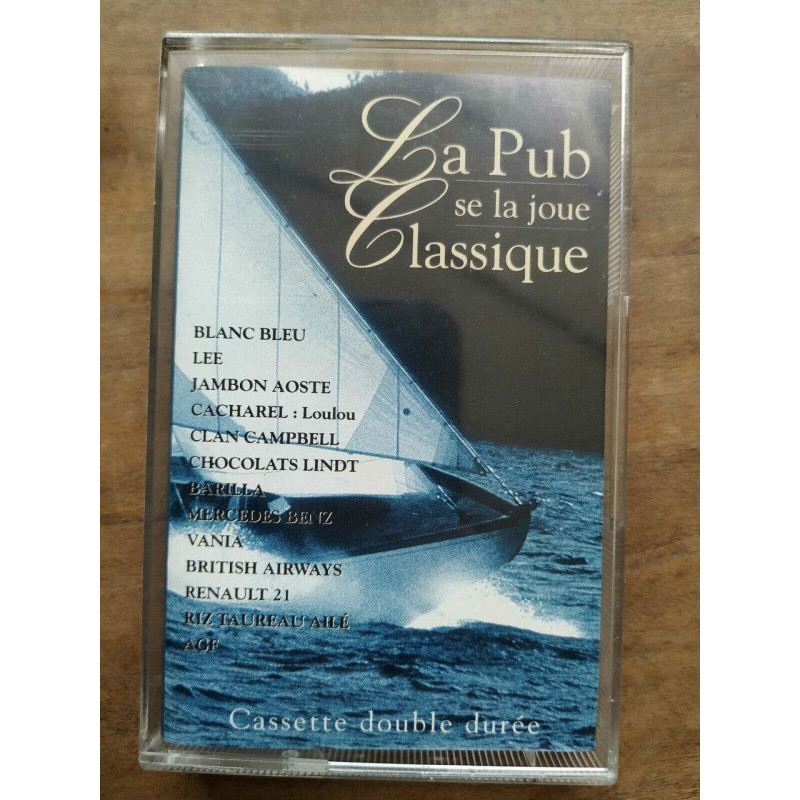 La Pub
se la joue
Classique
BLANC BLEU
LEE
JAMBON AOSTE
CACHAREL : Loulou
CLAN CAMPBELL
CHOCOLATS LINDT
BARILLA
MERCEDES BENZ
VANIA
BRITISH AIRWAYS
RENAULT 21
RIZ TAUREAU AILÉ
AGF
Cassette double durée